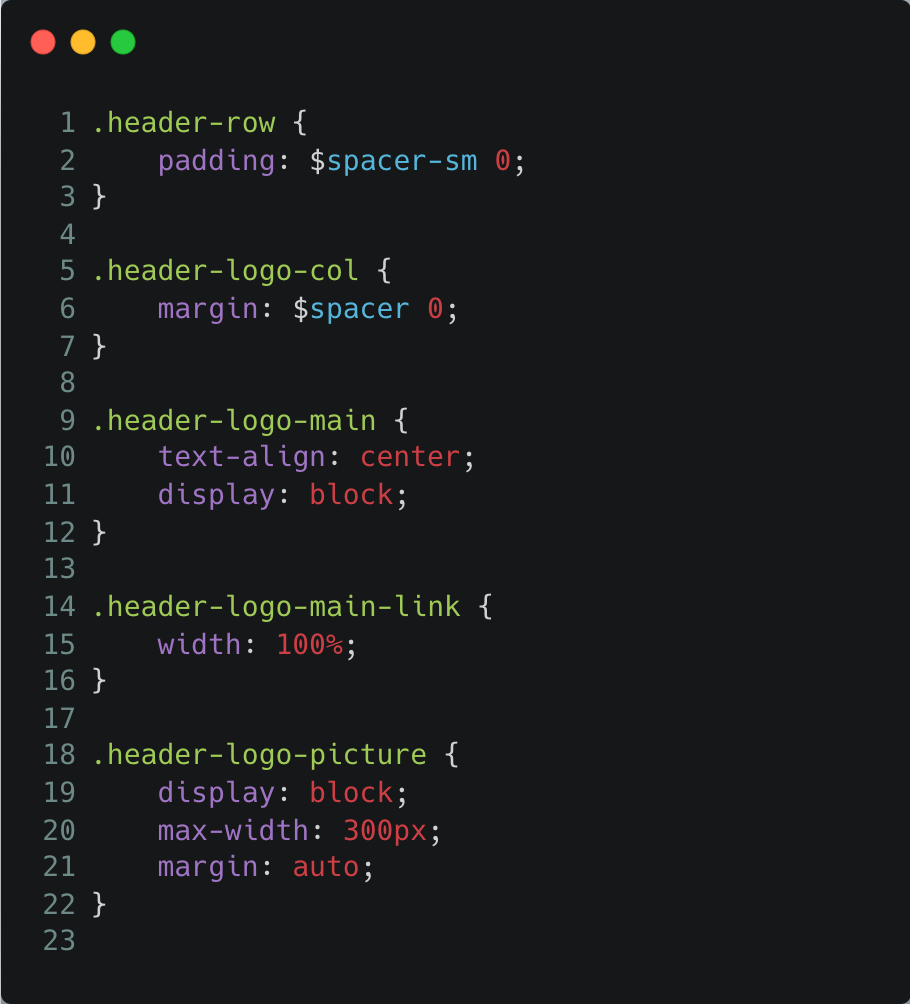 1 .header-row {
2     padding: $spacer-sm 0;
3 }
4
5 .header-logo-col {
6     margin: $spacer 0;
7 }
8
9 .header-logo-main {
10     text-align: center;
11     display: block;
12 }
13
14 .header-logo-main-link {
15     width: 100%;
16 }
17
18 .header-logo-picture {
19     display: block;
20     max-width: 300px;
21     margin: auto;
22 }
23